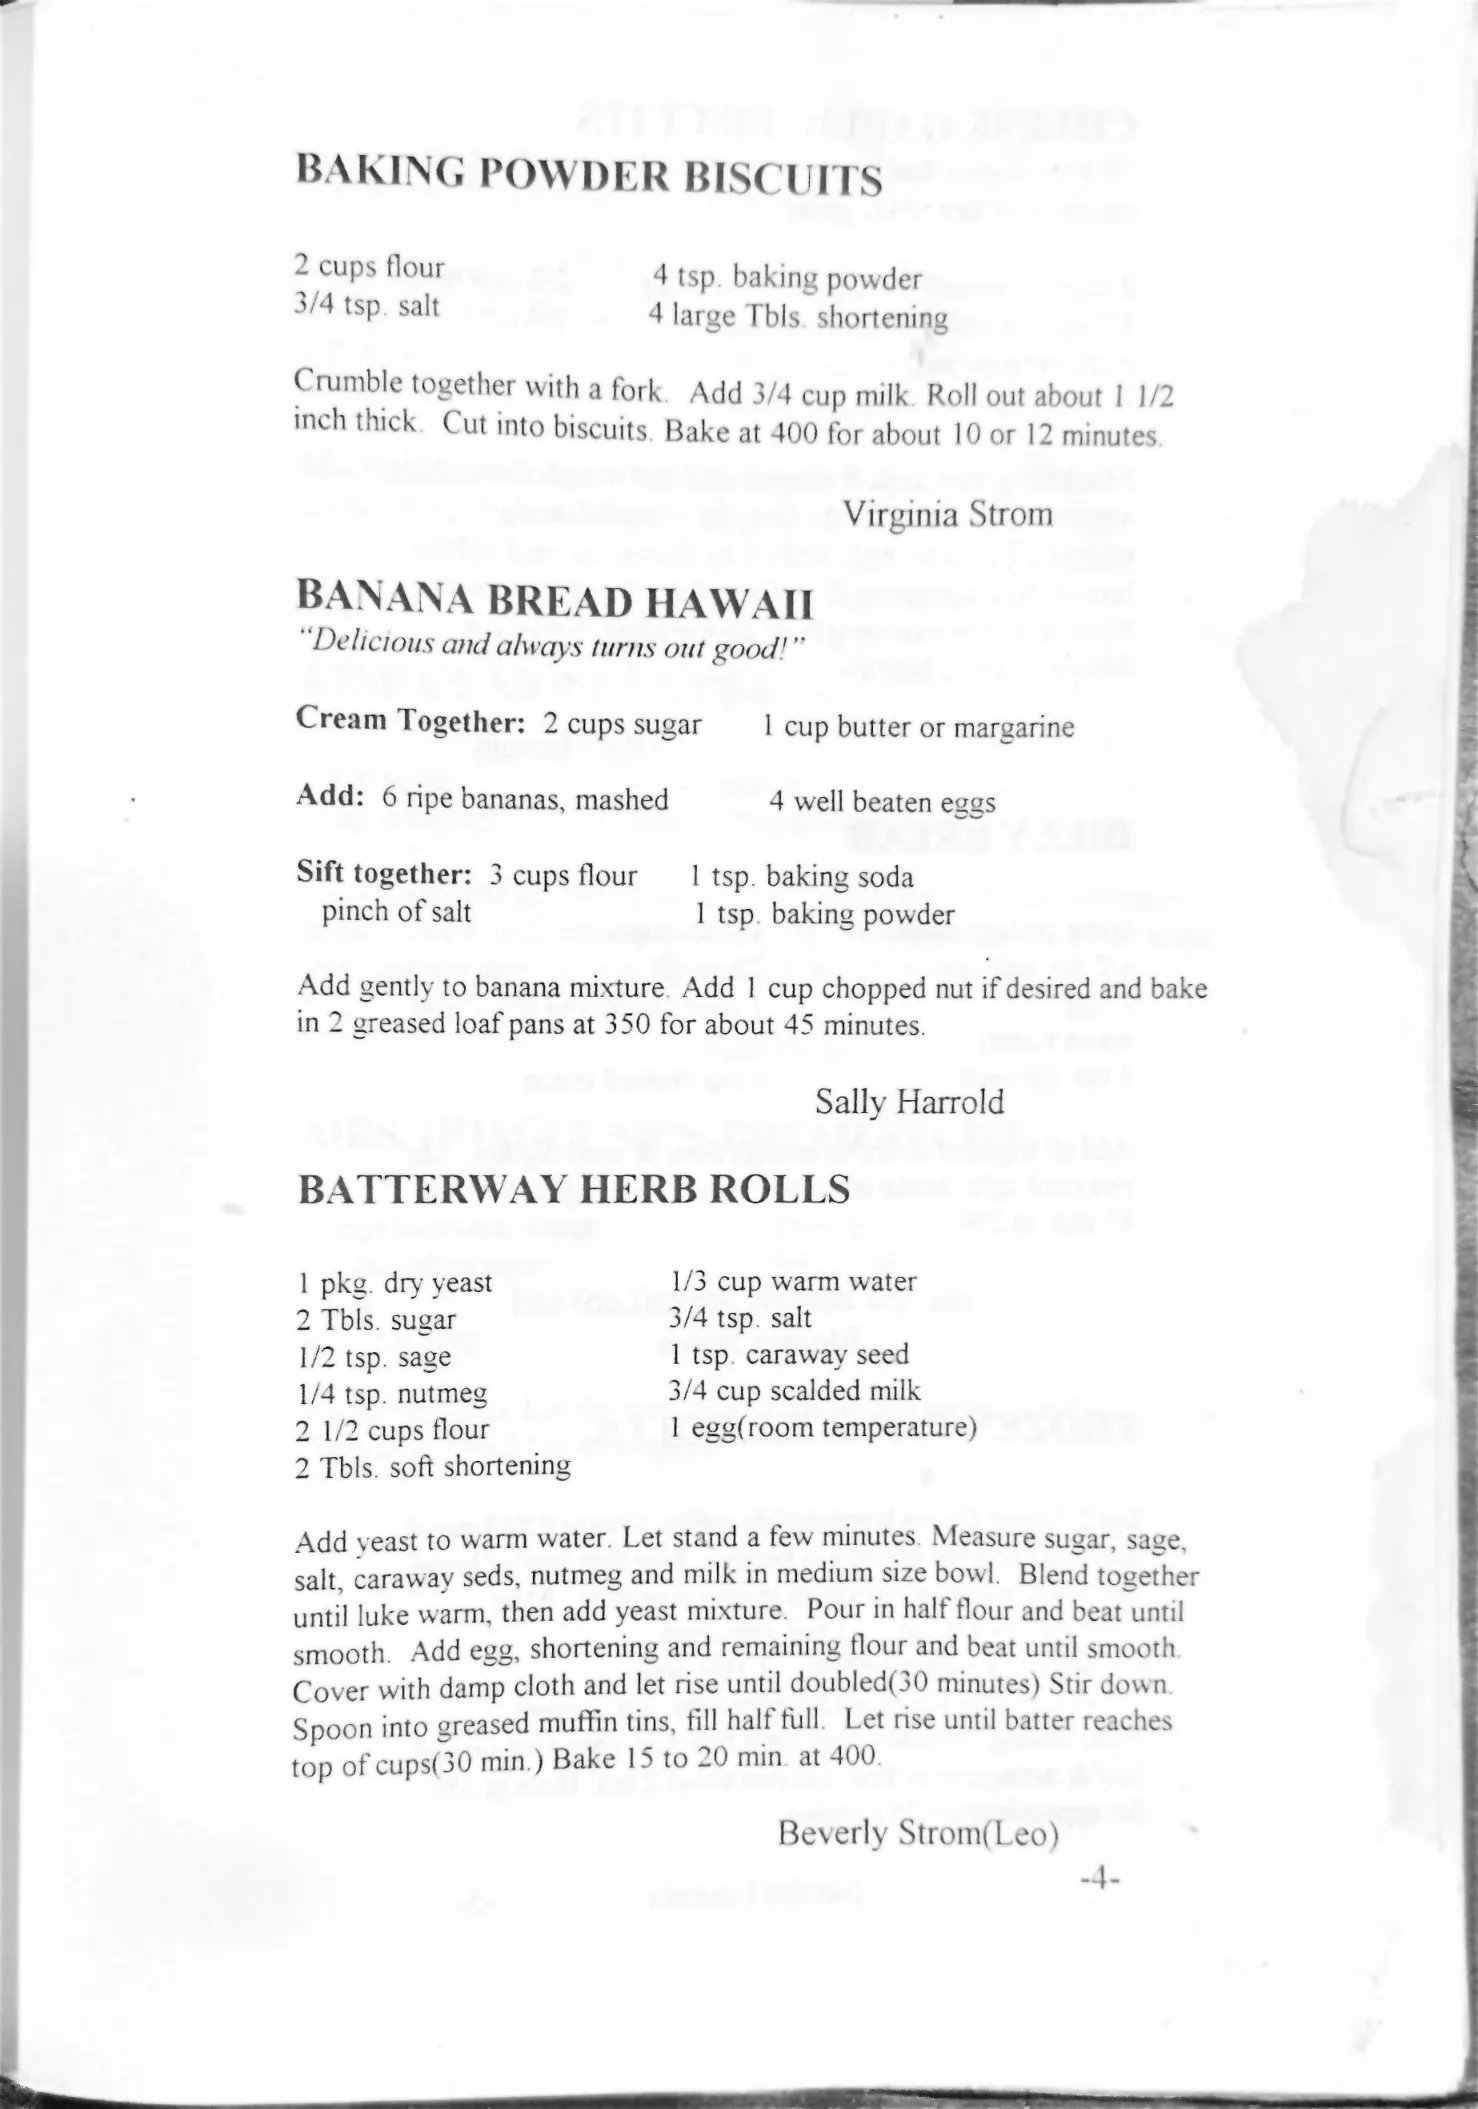 BAKING POWDER BISCUITS
2 cups flour 4 tsp. baking powder
3/4 tsp. salt 4 large Tbls. shortening
Crumble together with a fork. Add 3/4 cup milk. Roll out about 1 1/2
inch thick. Cut into biscuits. Bake at 400 for about 10 or 12 minutes.
Virginia Strom
BANANA BREAD HAWAII
"Delicious and always turns out good!"
Cream Together: 2 cups sugar 1 cup butter or margarine
Add: 6 ripe bananas, mashed 4 well beaten eggs
Sift together: 3 cups flour 1 tsp. baking soda
pinch of salt 1 tsp. baking powder
Add gently to banana mixture. Add 1 cup chopped nut if desired and bake
in 2 greased loaf pans at 350 for about 45 minutes.
Sally Harrold
BATTERWAY HERB ROLLS
1 pkg. dry yeast 1/3 cup warm water
2 Tbls. sugar 3/4 tsp. salt
1/2 tsp. sage 1 tsp. caraway seed
1/4 tsp. nutmeg 3/4 cup scalded milk
2 1/2 cups flour 1 egg(room temperature)
2 Tbls. soft shortening
Add yeast to warm water. Let stand a few minutes. Measure sugar, sage,
salt, caraway seds, nutmeg and milk in medium size bowl. Blend together
until luke warm, then add yeast mixture. Pour in half flour and beat until
smooth. Add egg, shortening and remaining flour and beat until smooth.
Cover with damp cloth and let rise until doubled(30 minutes) Stir down.
Spoon into greased muffin tins, fill half full. Let rise until batter reaches
top of cups(30 min.) Bake 15 to 20 min. at 400.
Beverly Strom(Leo)
-4-